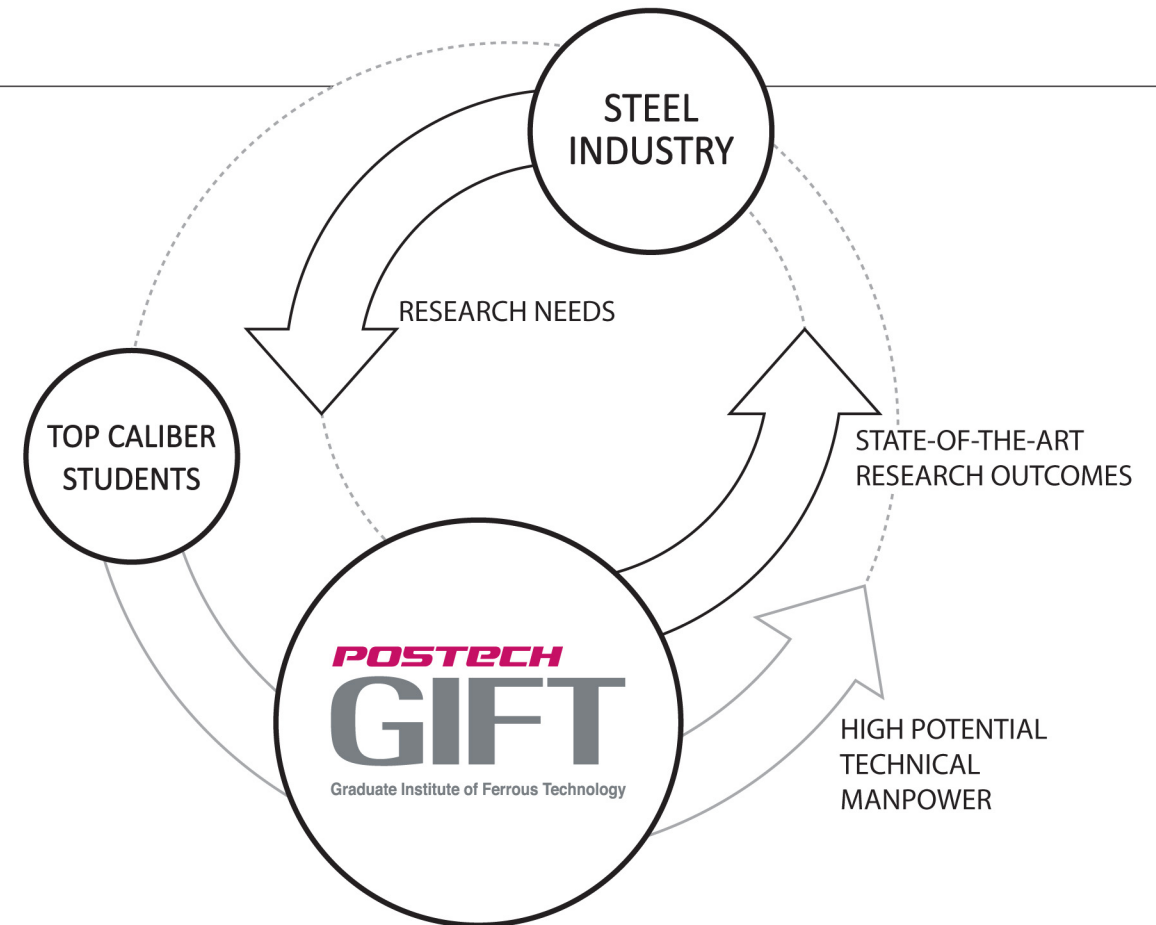 STEEL
INDUSTRY
RESEARCH NEEDS
TOP CALIBER
STUDENTS
STATE-OF-THE-ART
RESEARCH OUTCOMES
POSTECH
GIFT
Graduate Institute of Ferrous Technology
HIGH POTENTIAL
TECHNICAL
MANPOWER